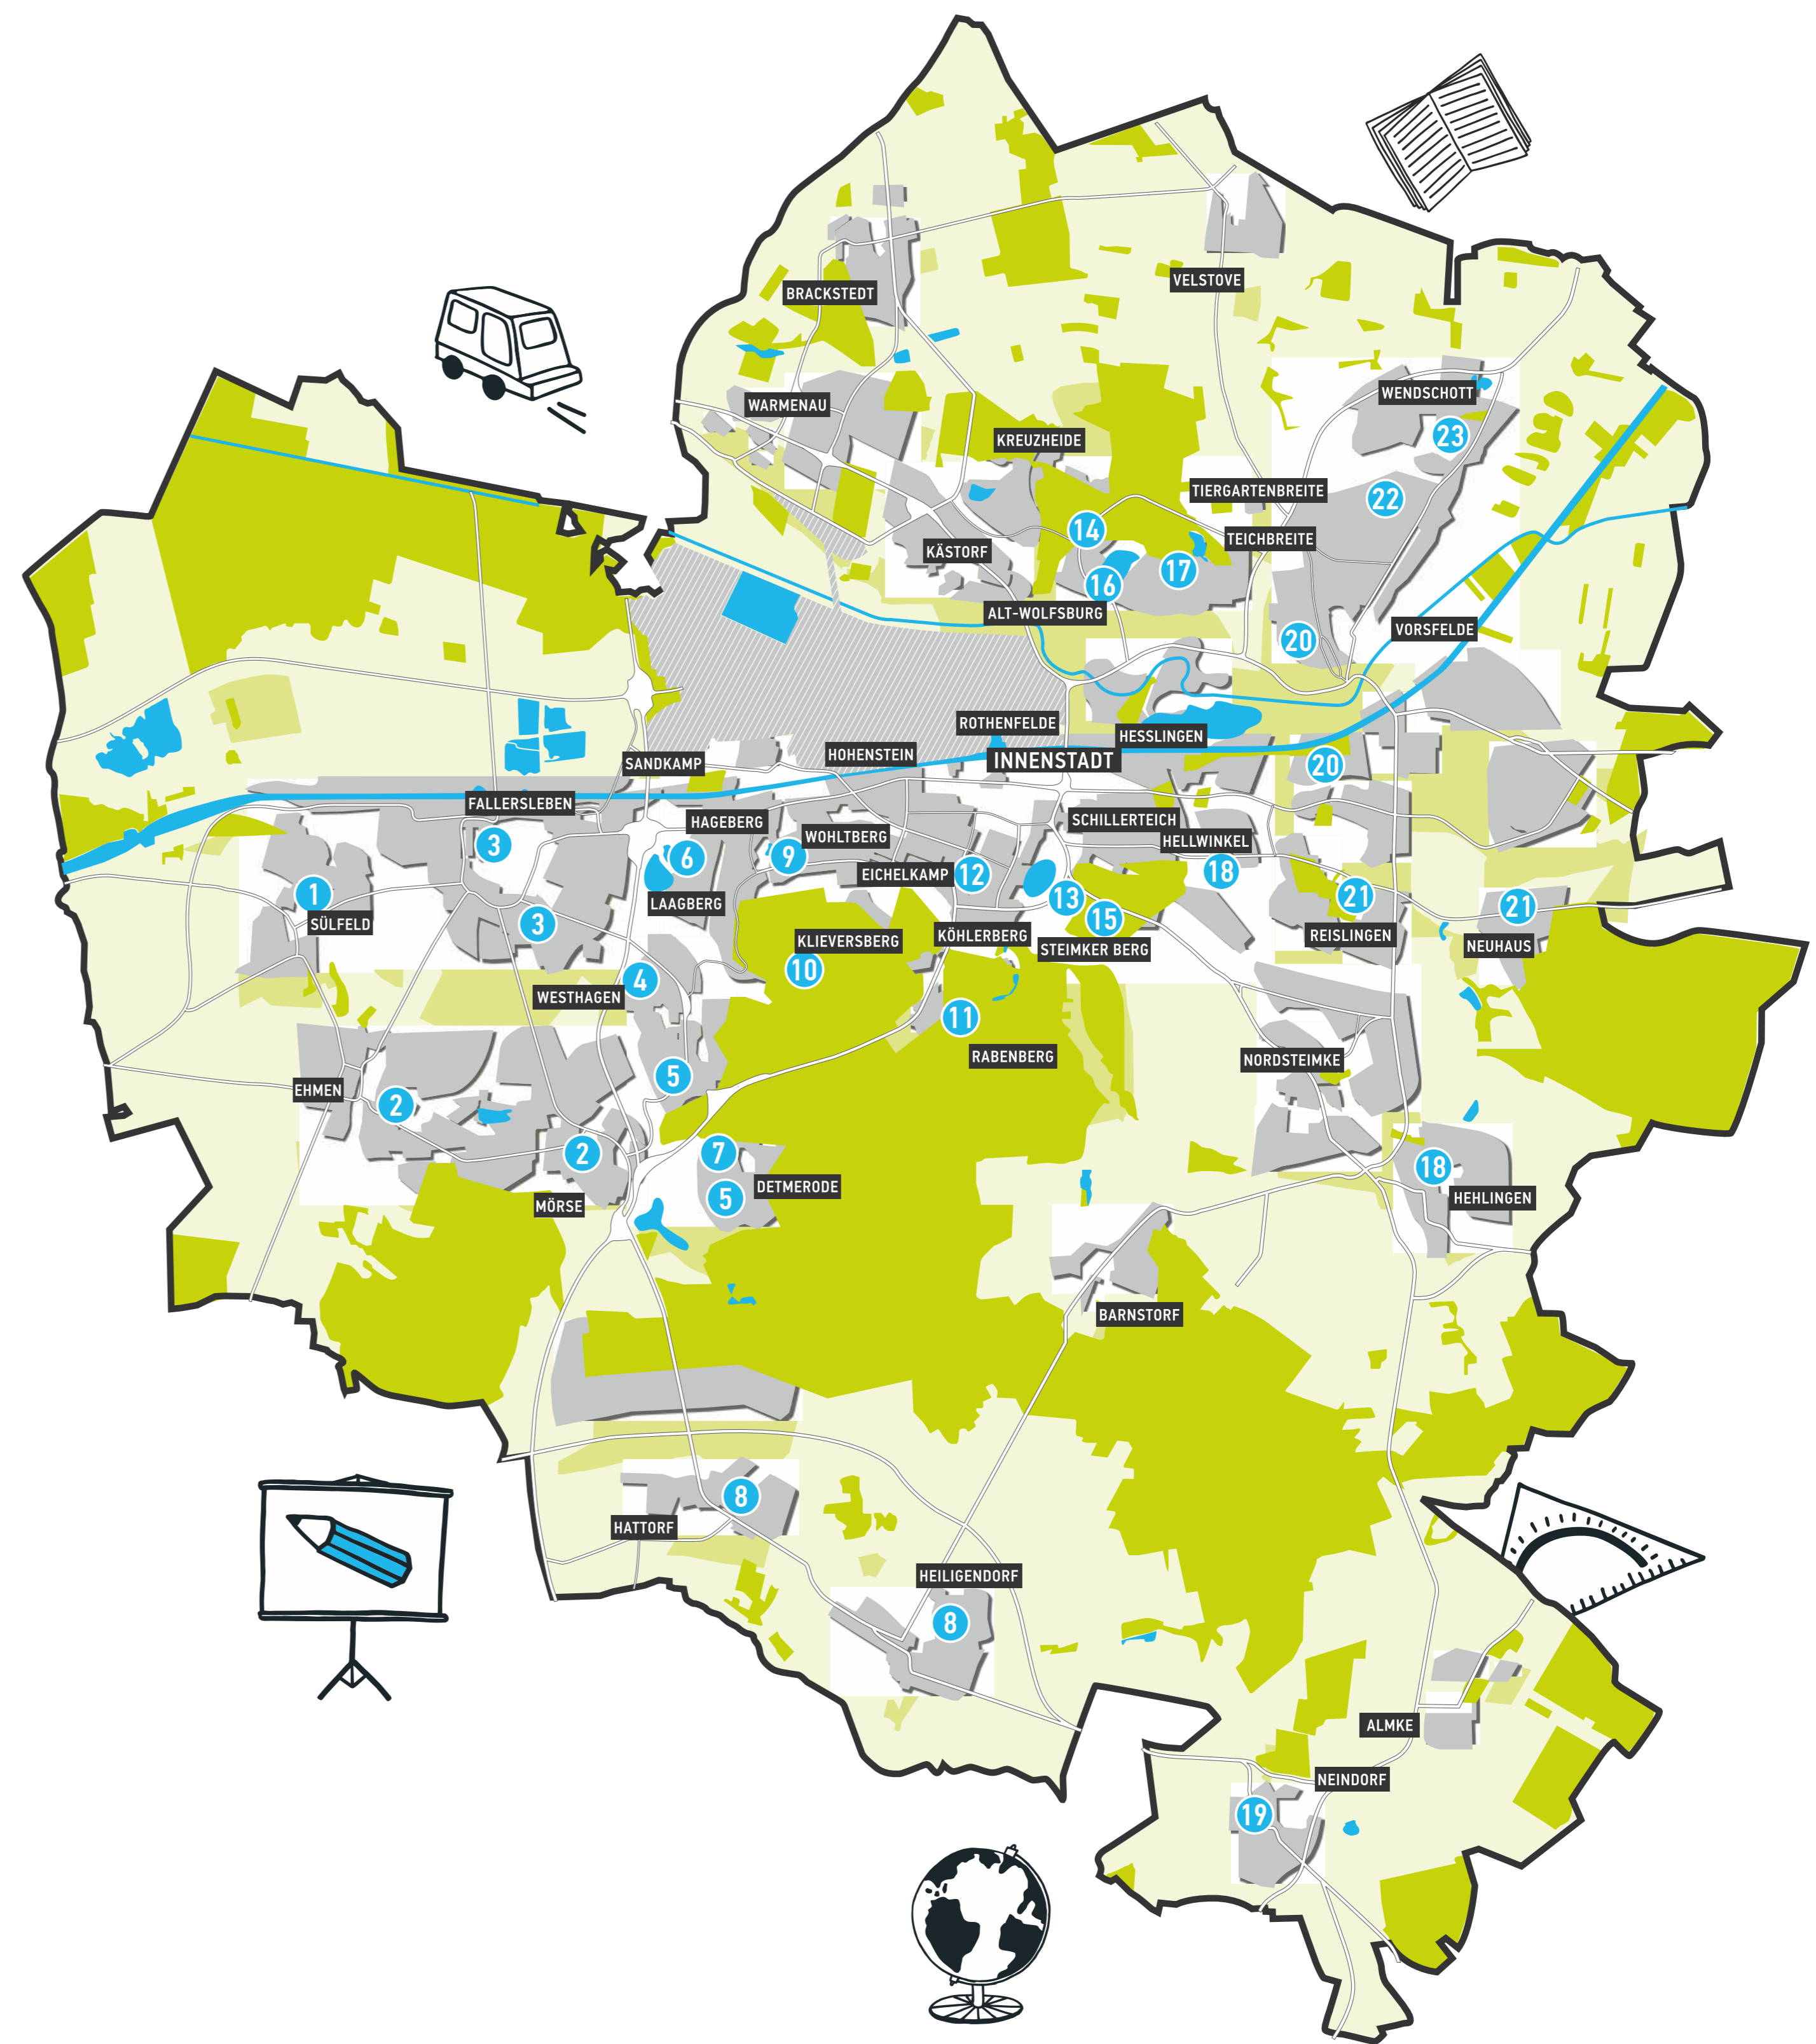 VELSTOVE
BRACKSTEDT
WENDSCHOTT
WARMENAU
23
KREUZHEIDE
TIERGARTENBREITE
22
14
TEICHBREITE
KÄSTORF
17
16
ALT-WOLFSBURG
VORSFELDE
20
ROTHENFELDE
HESSLINGEN
HOHENSTEIN
INNENSTADT
SANDKAMP
20
FALLERSLEBEN
HAGEBERG
SCHILLERTEICH
WOHLTBERG
HELLWINKEL
3
6
9
EICHELKAMP
12
18
1
LAAGBERG
13
21
21
15
SÜLFELD
3
KLIEVERSBERG
KÖHLERBERG
STEIMKER BERG
REISLINGEN
NEUHAUS
10
4
WESTHAGEN
11
RABENBERG
NORDSTEIMKE
5
EHMEN
2
2
7
18
DETMERODE
5
HEHLINGEN
MÖRSE
BARNSTORF
8
HATTORF
HEILIGENDORF
8
ALMKE
NEINDORF
19